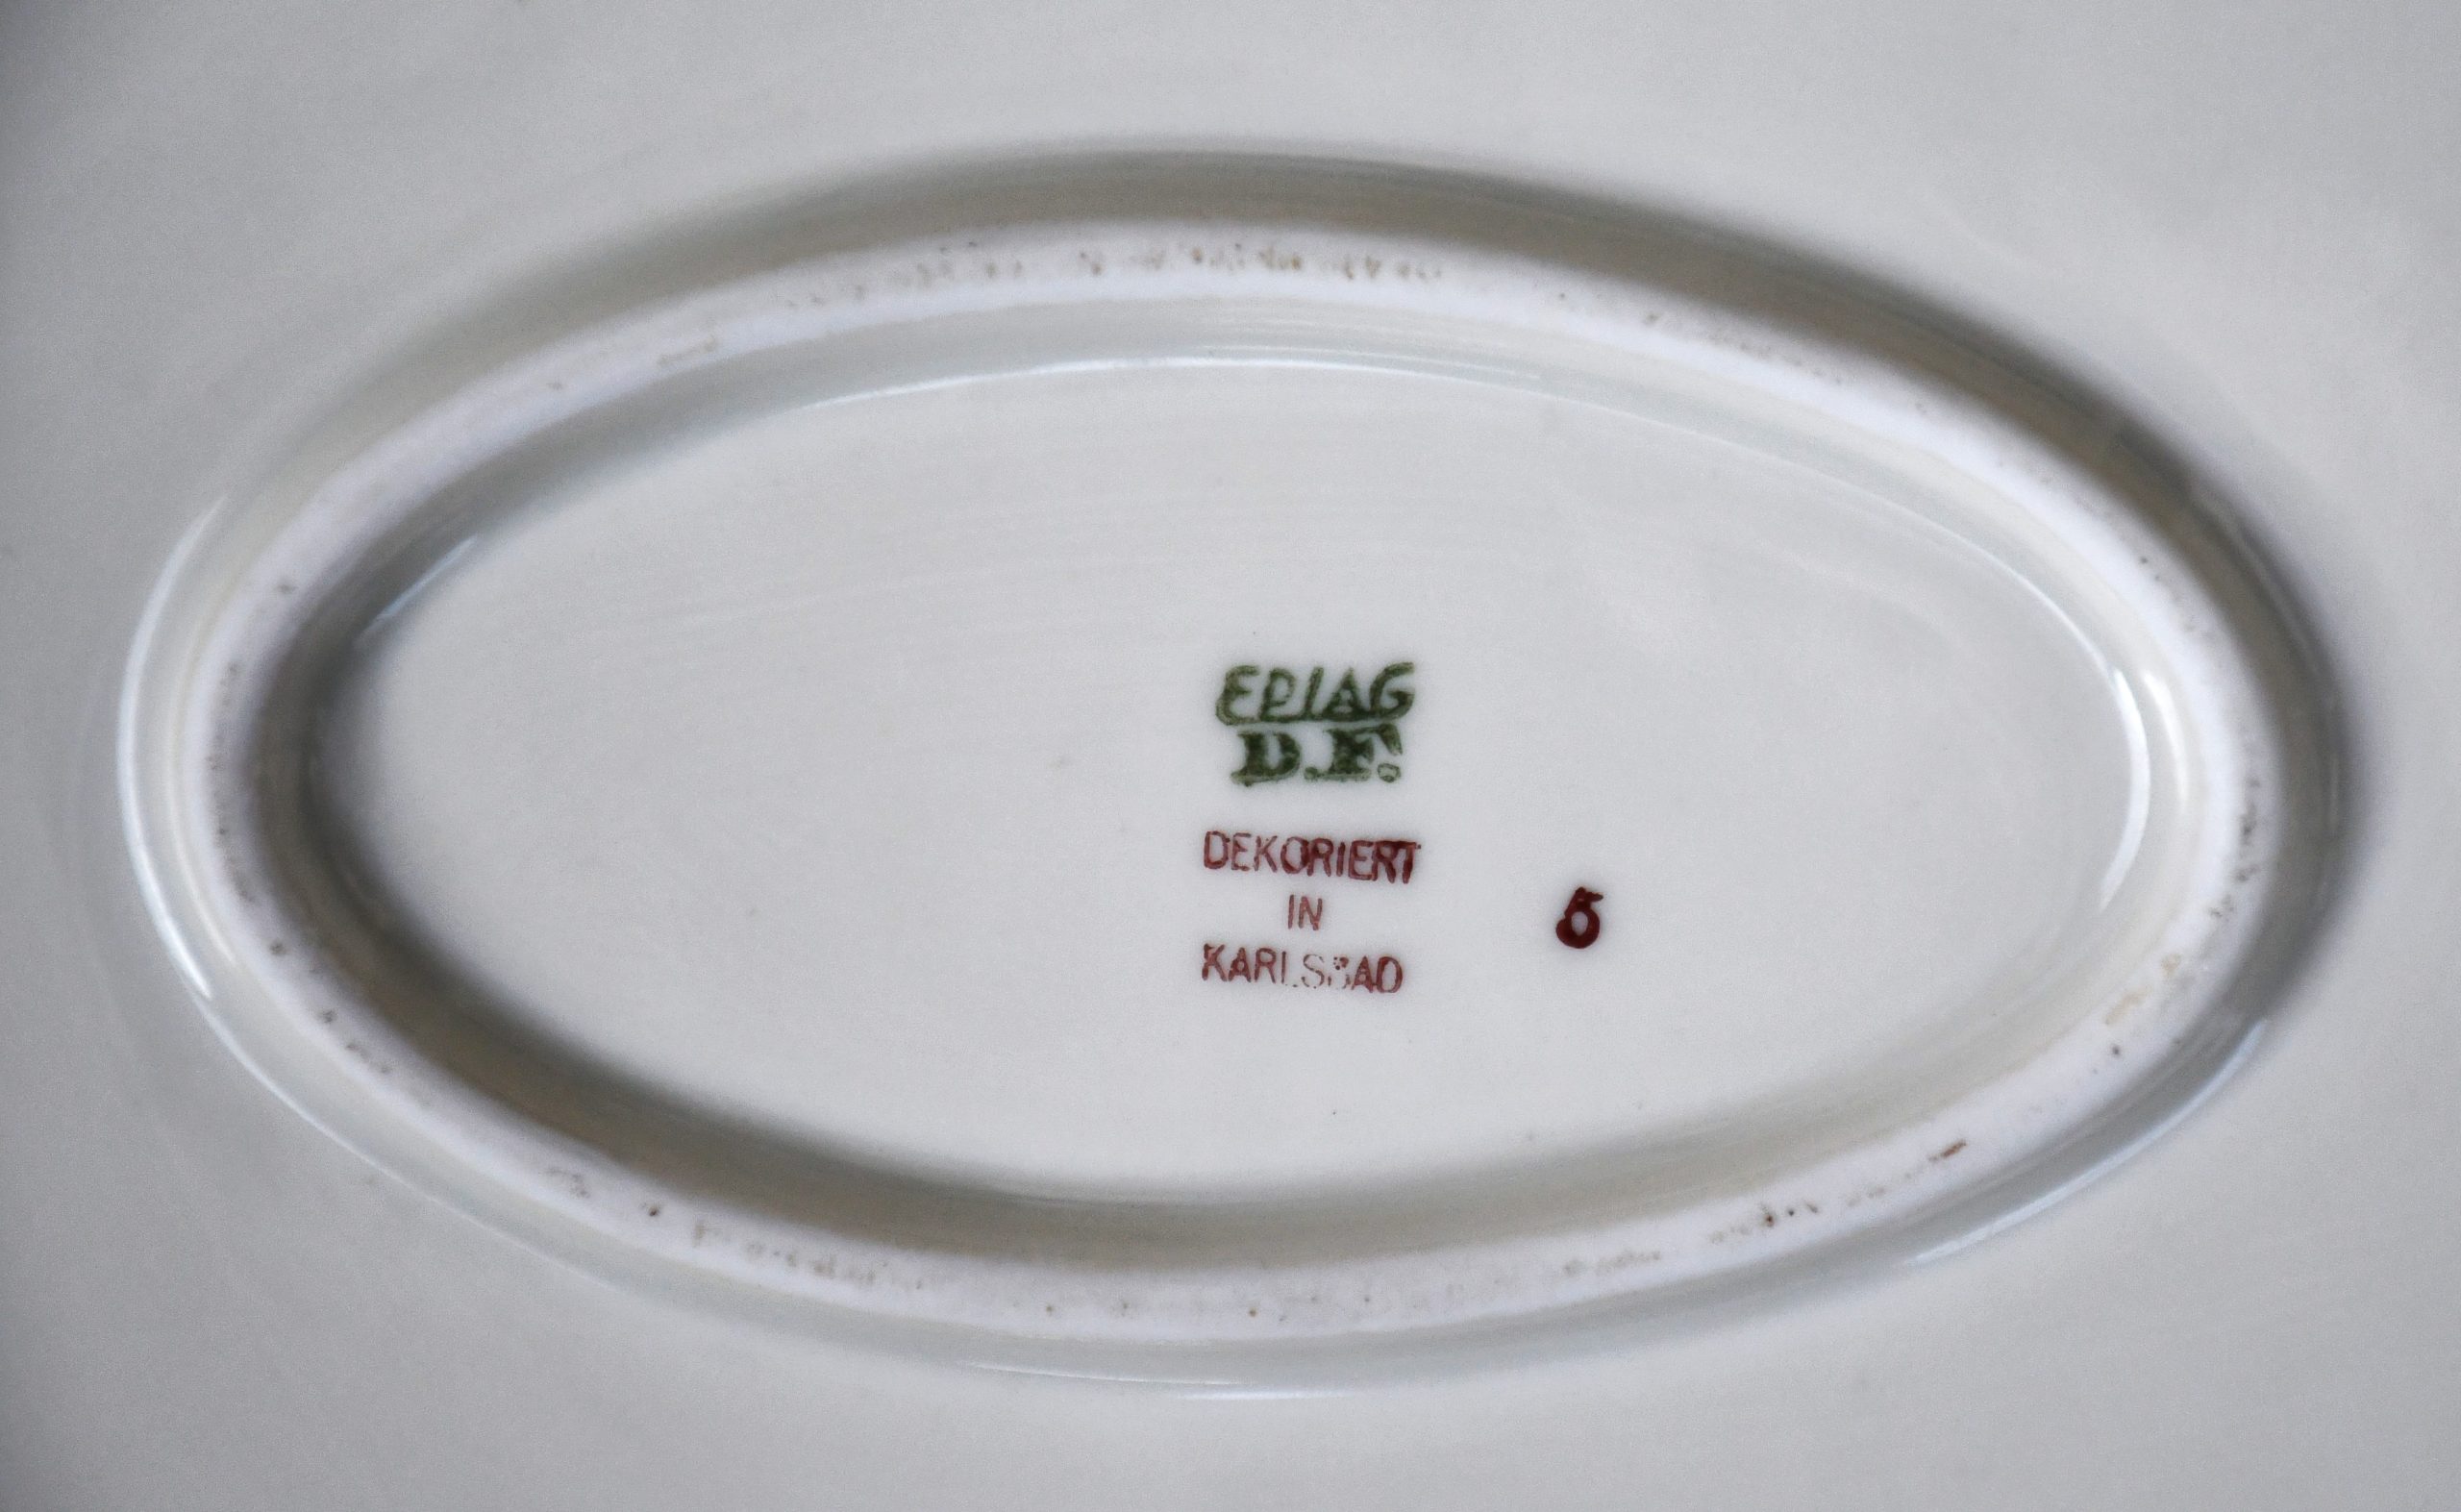 EPIAG
D.F.
DEKORIERT
IN
KARLSBAD
5